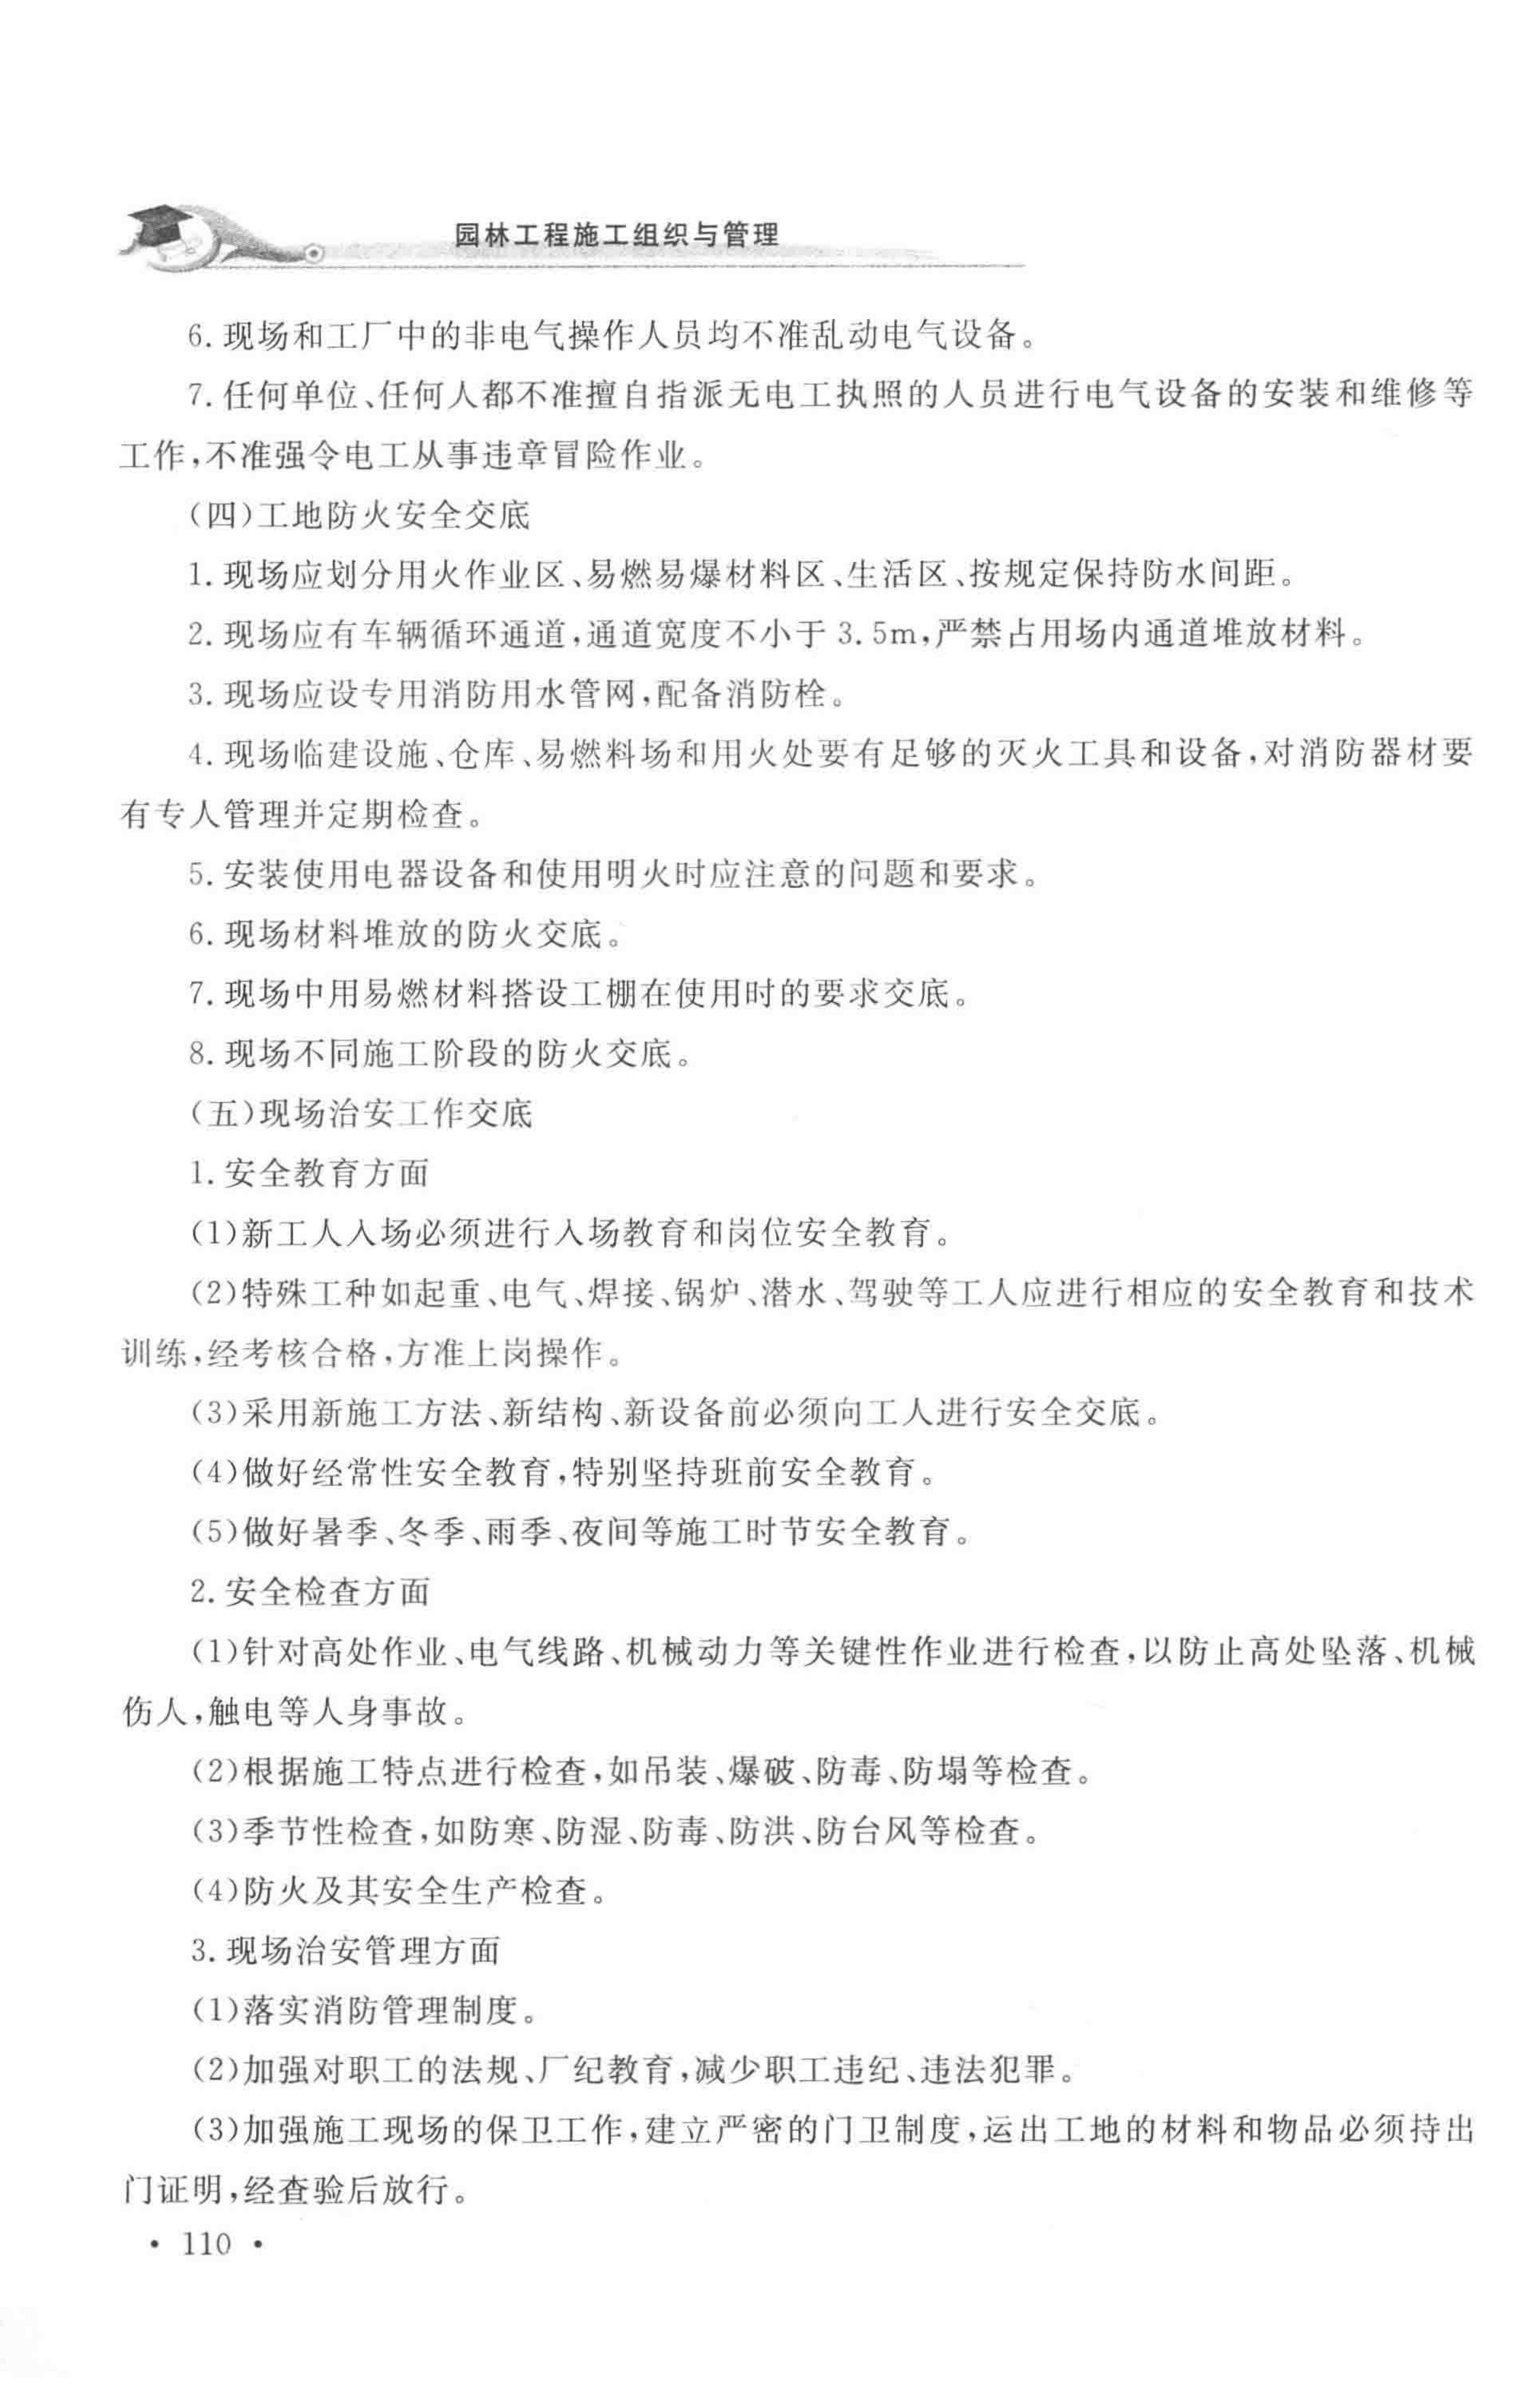 园林工程施工组织与管理
6.现场和工厂中的非电气操作人员均不准乱动电气设备。
7.任何单位、任何人都不准擅自指派无电工执照的人员进行电气设备的安装和维修等
工作,不准强令电工从事违章冒险作业。
(四)工地防火安全交底
1.现场应划分用火作业区、易燃易爆材料区、生活区、按规定保持防水间距。
2.现场应有车辆循环通道,通道宽度不小于3.5m,严禁占用场内通道堆放材料。
3.现场应设专用消防用水管网,配备消防栓。
4.现场临建设施、仓库、易燃料场和用火处要有足够的灭火工具和设备,对消防器材要
有专人管理并定期检查。
5.安装使用电器设备和使用明火时应注意的问题和要求。
6.现场材料堆放的防火交底。
7.现场中用易燃材料搭设工棚在使用时的要求交底。
8.现场不同施工阶段的防火交底。
(五)现场治安工作交底
1.安全教育方面
(1)新工人入场必须进行入场教育和岗位安全教育。
(2)特殊工种如起重、电气、焊接、锅炉、潜水、驾驶等工人应进行相应的安全教育和技术
训练,经考核合格,方准上岗操作。
(3)采用新施工方法、新结构、新设备前必须向工人进行安全交底。
(4)做好经常性安全教育,特别坚持班前安全教育。
(5)做好暑季、冬季、雨季、夜间等施工时节安全教育。
2.安全检查方面
(1)针对高处作业、电气线路、机械动力等关键性作业进行检查,以防止高处坠落、机械
伤人,触电等人身事故。
(2)根据施工特点进行检查,如吊装、爆破、防毒、防塌等检查。
(3)季节性检查,如防寒、防湿、防毒、防洪、防台风等检查。
(4)防火及其安全生产检查。
3.现场治安管理方面
(1)落实消防管理制度。
(2)加强对职工的法规、厂纪教育,减少职工违纪、违法犯罪。
(3)加强施工现场的保卫工作,建立严密的门卫制度,运出工地的材料和物品必须持出
门证明,经查验后放行。
• 110 •